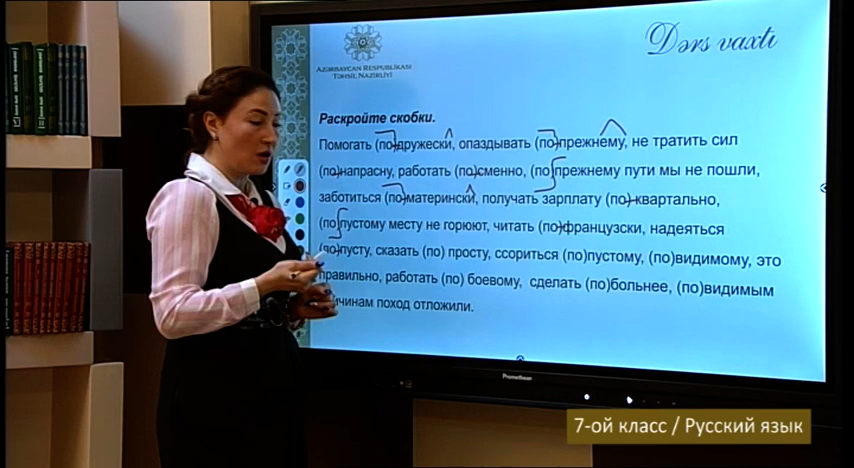 Dərs vaxtı
AZƏRBAYCAN RESPUBLİKASI
TƏHSİL NAZİRLİYİ
Раскройте скобки.
Помогать (по)дружески, опаздывать (по)прежнему, не тратить сил
(по)напрасну, работать (по)сменно, (по)прежнему пути мы не пошли,
заботиться (по)матерински, получать зарплату (по)квартально,
(по)пустому месту не горюют, читать (по)французски, надеяться
(по)пусту, сказать (по) просту, ссориться (по)пустому, (по)видимому, это
правильно, работать (по) боевому, сделать (по)больнее, (по)видимым
чинам поход отложили.
Promethean
7-ой класс / Русский язык